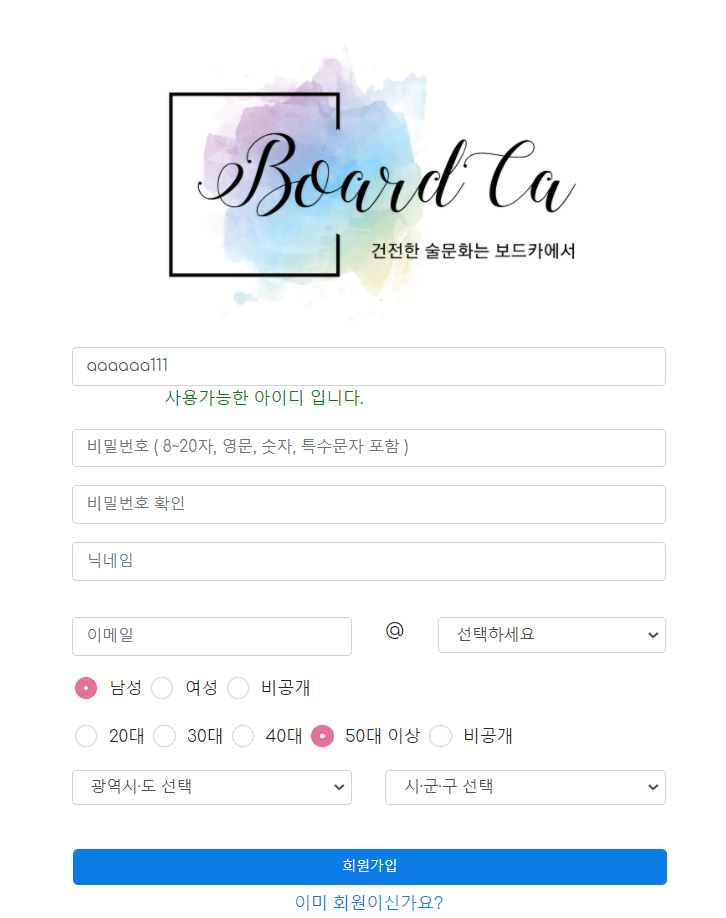 Board Ca
건전한 술문화는 보드카에서
aaaaaa111
사용가능한 아이디 입니다.
비밀번호 ( 8~20자, 영문, 숫자, 특수문자 포함 )
비밀번호 확인
닉네임
이메일 @ 선택하세요
남성 여성 비공개
20대 30대 40대 50대 이상 비공개
광역시·도 선택 시·군·구 선택
회원가입
이미 회원이신가요?